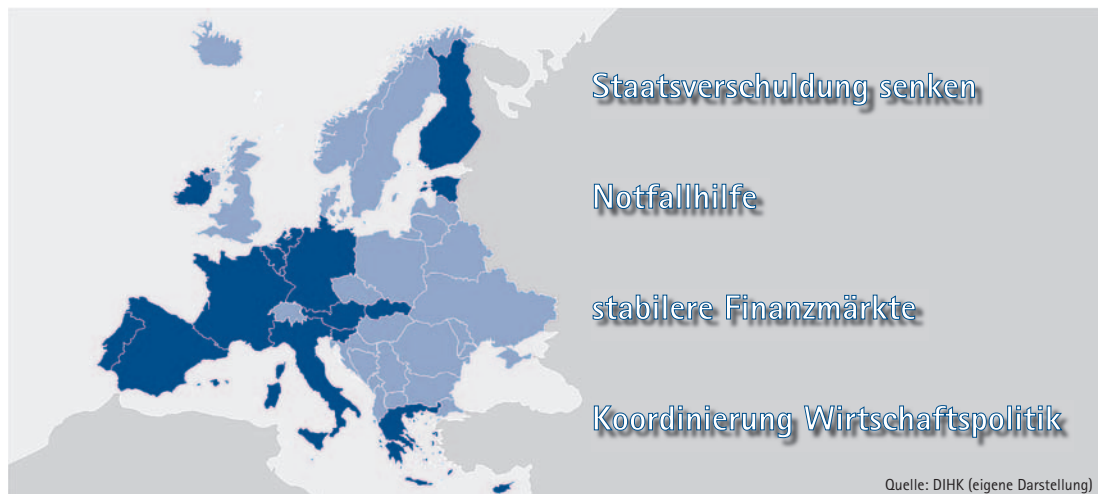 Staatsverschuldung senken
Notfallhilfe
stabilere Finanzmärkte
Koordinierung Wirtschaftspolitik
Quelle: DIHK (eigene Darstellung)